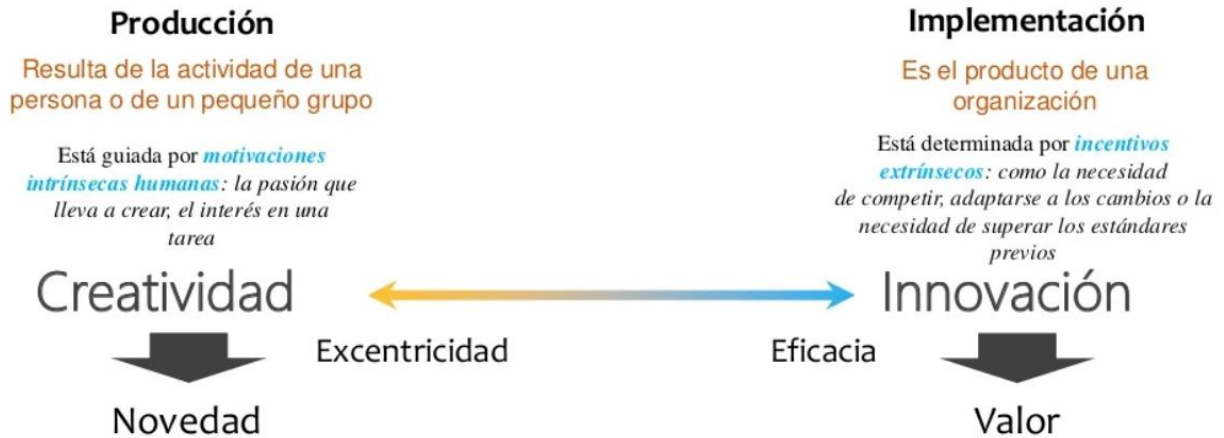 Producción
Resulta de la actividad de una
persona o de un pequeño grupo
Está guiada por motivaciones
intrínsecas humanas: la pasión que
lleva a crear, el interés en una
tarea
Creatividad
Excentricidad
Novedad
Implementación
Es el producto de una
organización
Está determinada por incentivos
extrínsecos: como la necesidad
de competir, adaptarse a los cambios o la
necesidad de superar los estándares
previos
Innovación
Eficacia
Valor